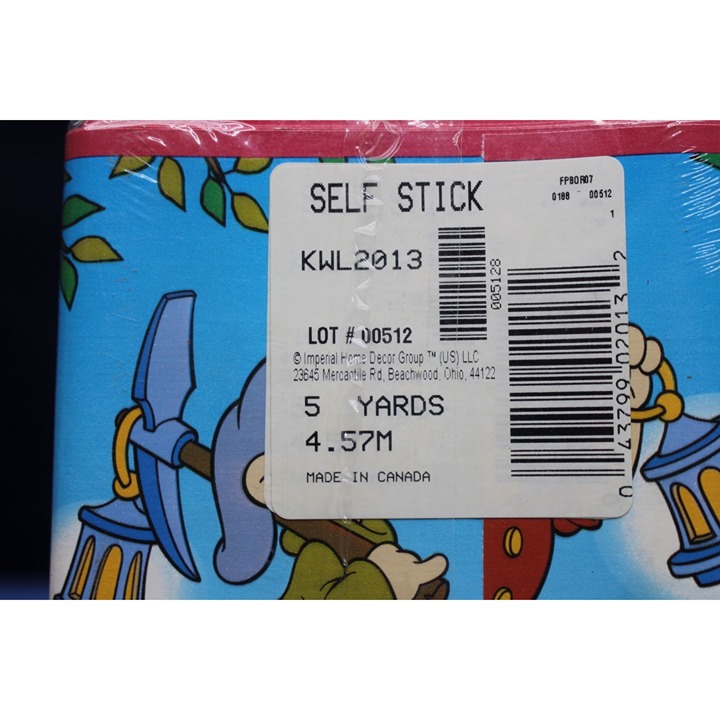 SELF STICK
FPBOR07
0188 - 00512
1
KWL2013
005128
LOT # 00512
© Imperial Home Decor Group ™ (US) LLC
23645 Mercantile Rd, Beachwood, Ohio, 44122
5 YARDS
4.57M
MADE IN CANADA
0 43799 02013 2